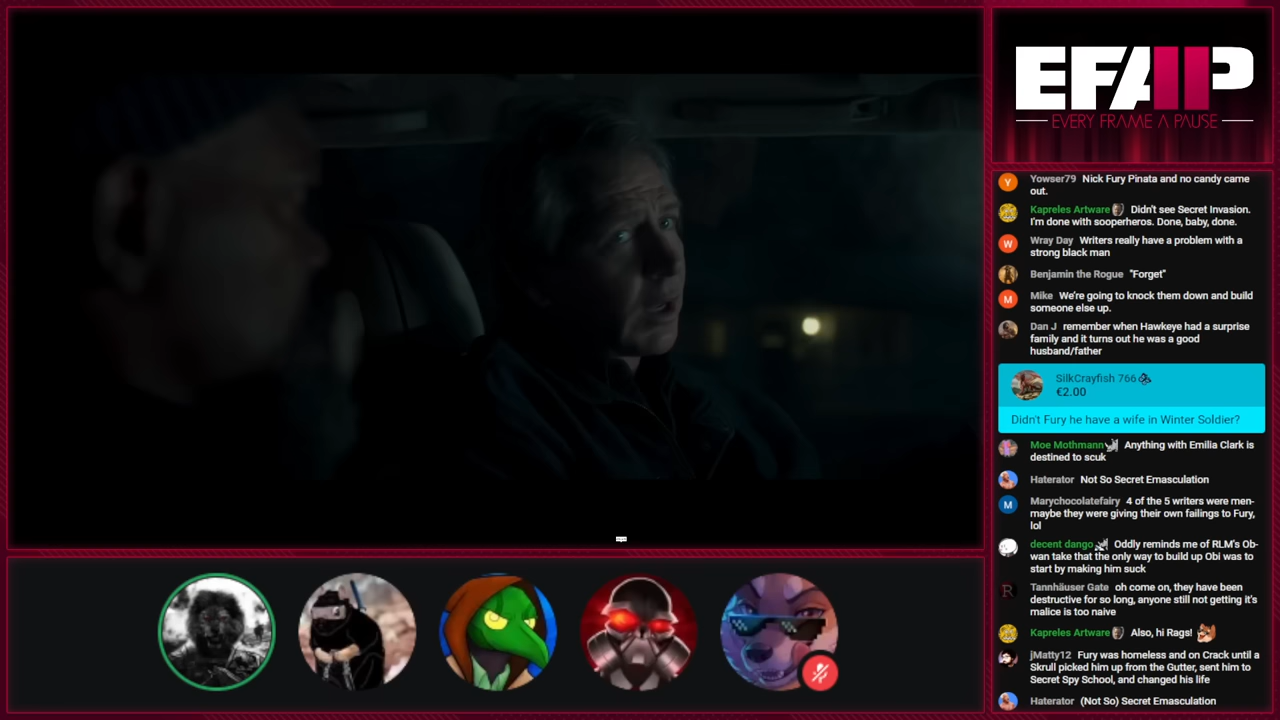 EFAP
EVERY FRAME A PAUSE
Yowser79 Nick Fury Pinata and no candy came
out.
Kapreles Artware Didn't see Secret Invasion.
I'm done with sooperheros. Done, baby, done.
Wray Day Writers really have a problem with a
strong black man
Benjamin the Rogue "Forget"
Mike We're going to knock them down and build
someone else up.
Dan J remember when Hawkeye had a surprise
family and it turns out he was a good
husband/father
SilkCrayfish 766
€2.00
Didn't Fury he have a wife in Winter Soldier?
Moe Mothmann Anything with Emilia Clark is
destined to scuk
Haterator Not So Secret Emasculation
Marychocolatefairy 4 of the 5 writers were men-
maybe they were giving their own failings to Fury,
lol
decent dango Oddly reminds me of RLM's Ob-
wan take that the only way to build up Obi was to
start by making him suck
Tannhäuser Gate oh come on, they have been
destructive for so long, anyone still not getting it's
malice is too naive
Kapreles Artware Also, hi Rags!
jMatty12 Fury was homeless and on Crack until a
Skrull picked him up from the Gutter, sent him to
Secret Spy School, and changed his life
Haterator (Not So) Secret Emasculation